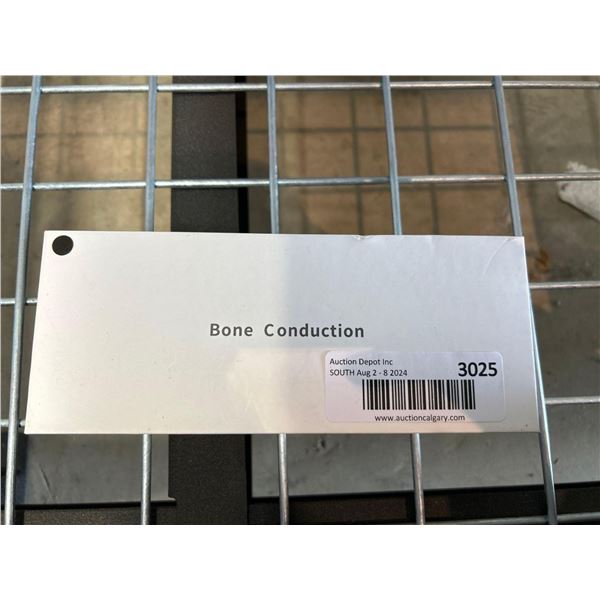 Bone Conduction
Auction Depot Inc
SOUTH Aug 2 - 8 2024
3025
www.auctioncalgary.com